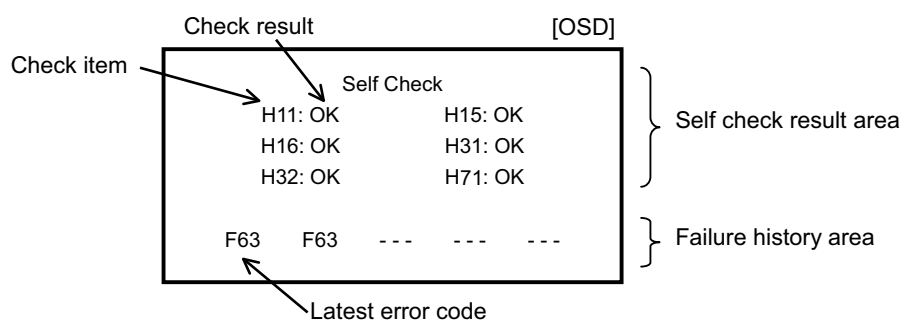 Check result [OSD]
Check item
Self Check
H11: OK H15: OK
H16: OK H31: OK
H32: OK H71: OK
Self check result area
F63 F63 --- --- ---
Failure history area
Latest error code